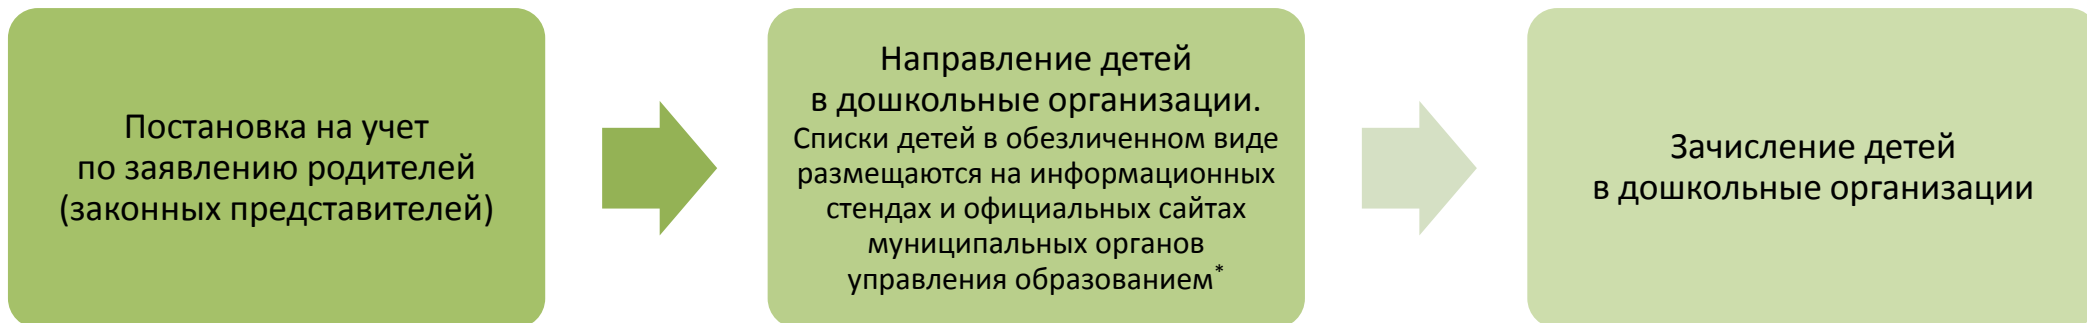 Постановка на учет
по заявлению родителей
(законных представителей)
Направление детей
в дошкольные организации.
Списки детей в обезличенном виде
размещаются на информационных
стендах и официальных сайтах
муниципальных органов
управления образованием*
Зачисление детей
в дошкольные организации